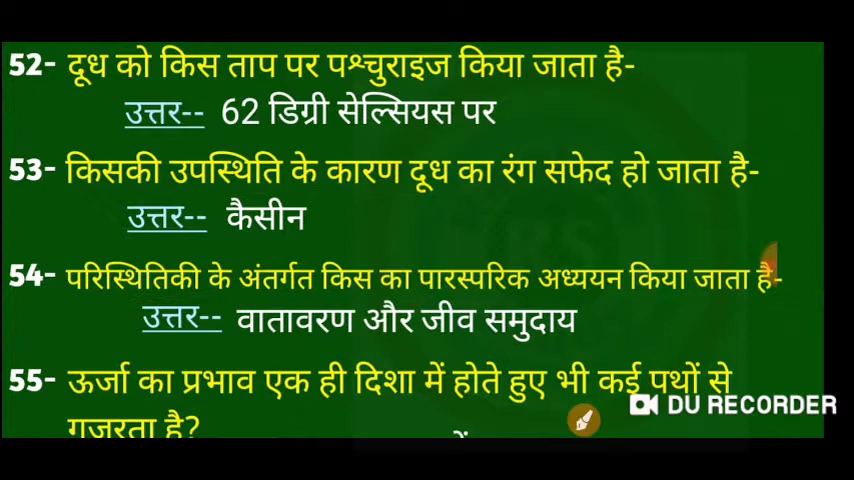 52- दूध को किस ताप पर पश्चुराइज किया जाता है-
उत्तर-- 62 डिग्री सेल्सियस पर
53- किसकी उपस्थिति के कारण दूध का रंग सफेद हो जाता है-
उत्तर-- कैसीन
54- परिस्थितिकी के अंतर्गत किस का पारस्परिक अध्ययन किया जाता है-
उत्तर-- वातावरण और जीव समुदाय
55- ऊर्जा का प्रभाव एक ही दिशा में होते हुए भी कई पथों से
DU RECORDER
गुजरता है?